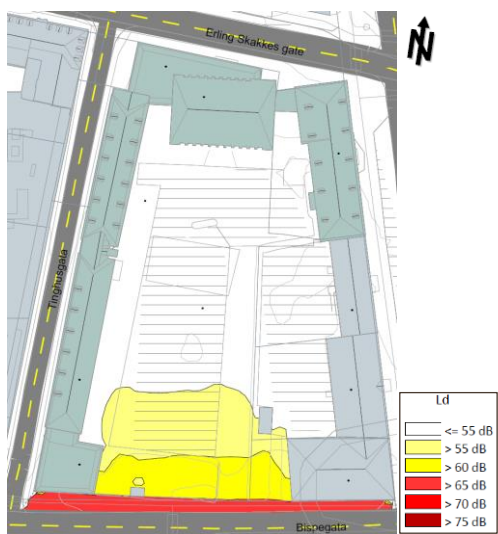 Erling Skakkes gate
N
Tinghusgata
Bispegata
Ld
<= 55 dB
> 55 dB
> 60 dB
> 65 dB
> 70 dB
> 75 dB